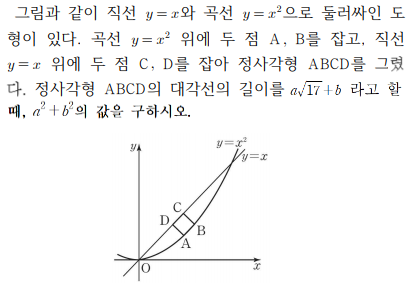 그림과 같이 직선 y=x와 곡선 y=x²으로 둘러싸인 도
형이 있다. 곡선 y=x² 위에 두 점 A, B를 잡고, 직선
y=x 위에 두 점 C, D를 잡아 정사각형 ABCD를 그렸
다. 정사각형 ABCD의 대각선의 길이를 a√17+b 라고 할
때, a²+b²의 값을 구하시오.
y=x²
y
y=x
C
D
B
A
O
x